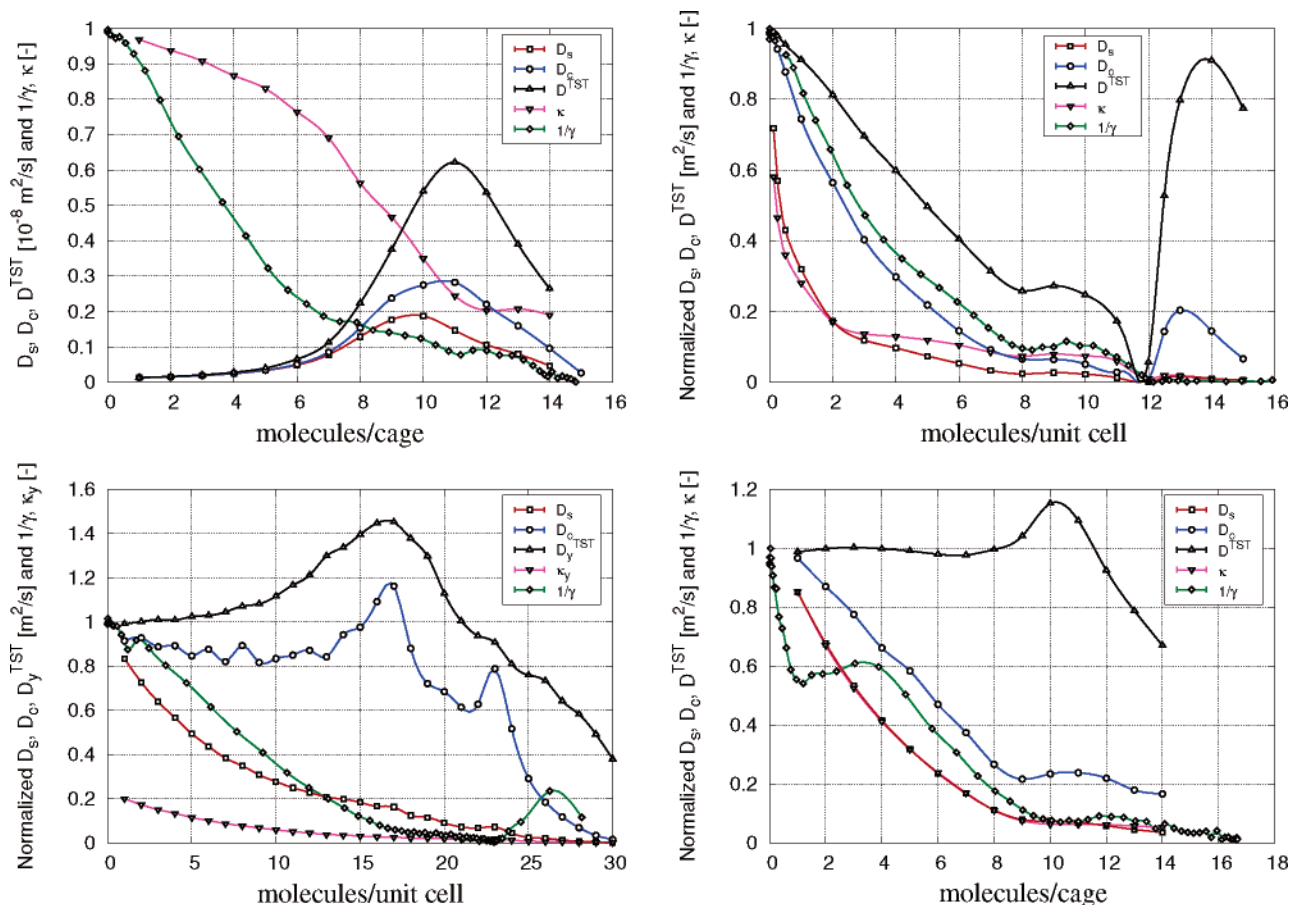 D_s, D_c, D^TST [10^-8 m^2/s] and 1/γ, κ [-]
1
0.9
0.8
0.7
0.6
0.5
0.4
0.3
0.2
0.1
0
D_s
D_c
D^TST
κ
1/γ
0 2 4 6 8 10 12 14 16
molecules/cage
Normalized D_s, D_c, D^TST [m^2/s] and 1/γ, κ [-]
1
0.8
0.6
0.4
0.2
0
D_s
D_c
D^TST
κ
1/γ
0 2 4 6 8 10 12 14 16
molecules/unit cell
Normalized D_s, D_c, D_y^TST [m^2/s] and 1/γ, κ_y [-]
1.6
1.4
1.2
1
0.8
0.6
0.4
0.2
0
D_s
D_c
D_y^TST
κ_y
1/γ
0 5 10 15 20 25 30
molecules/unit cell
Normalized D_s, D_c, D^TST [m^2/s] and 1/γ, κ [-]
1.2
1
0.8
0.6
0.4
0.2
0
D_s
D_c
D^TST
κ
1/γ
0 2 4 6 8 10 12 14 16 18
molecules/cage